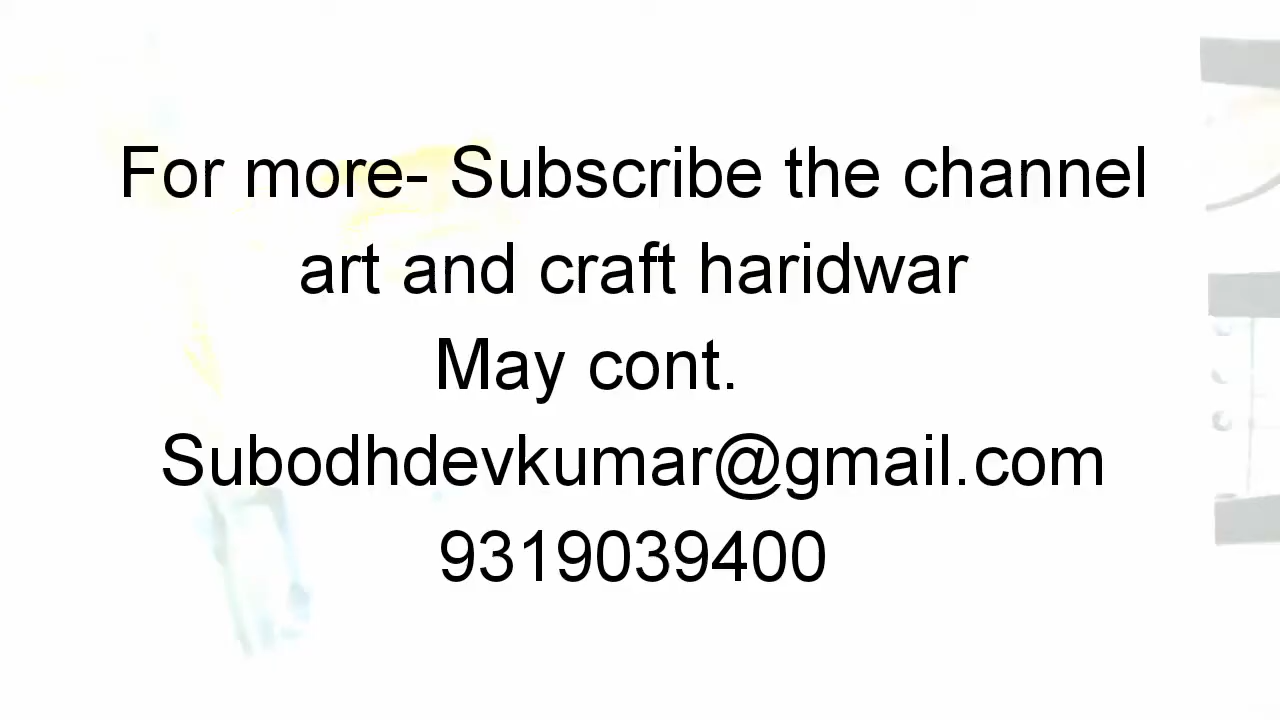 For more- Subscribe the channel
art and craft haridwar
May cont.
Subodhdevkumar@gmail.com
9319039400